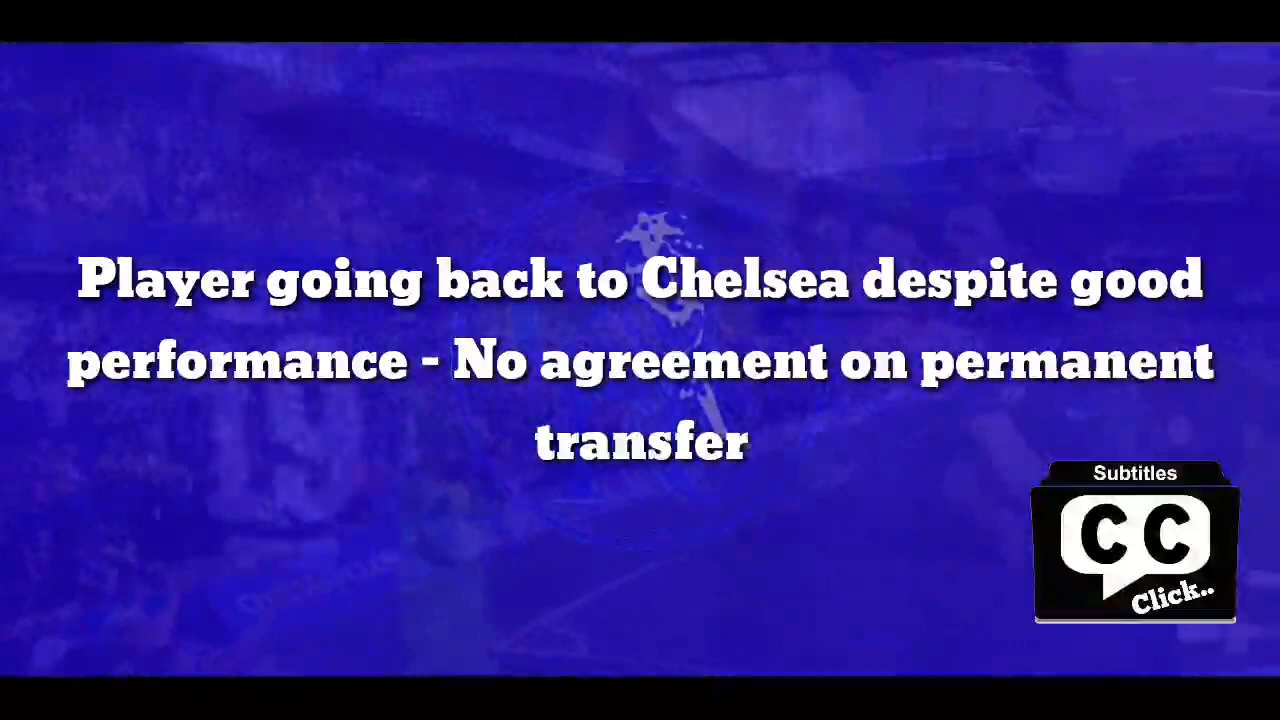 Player going back to Chelsea despite good
performance - No agreement on permanent
transfer
Subtitles
CC
Click..